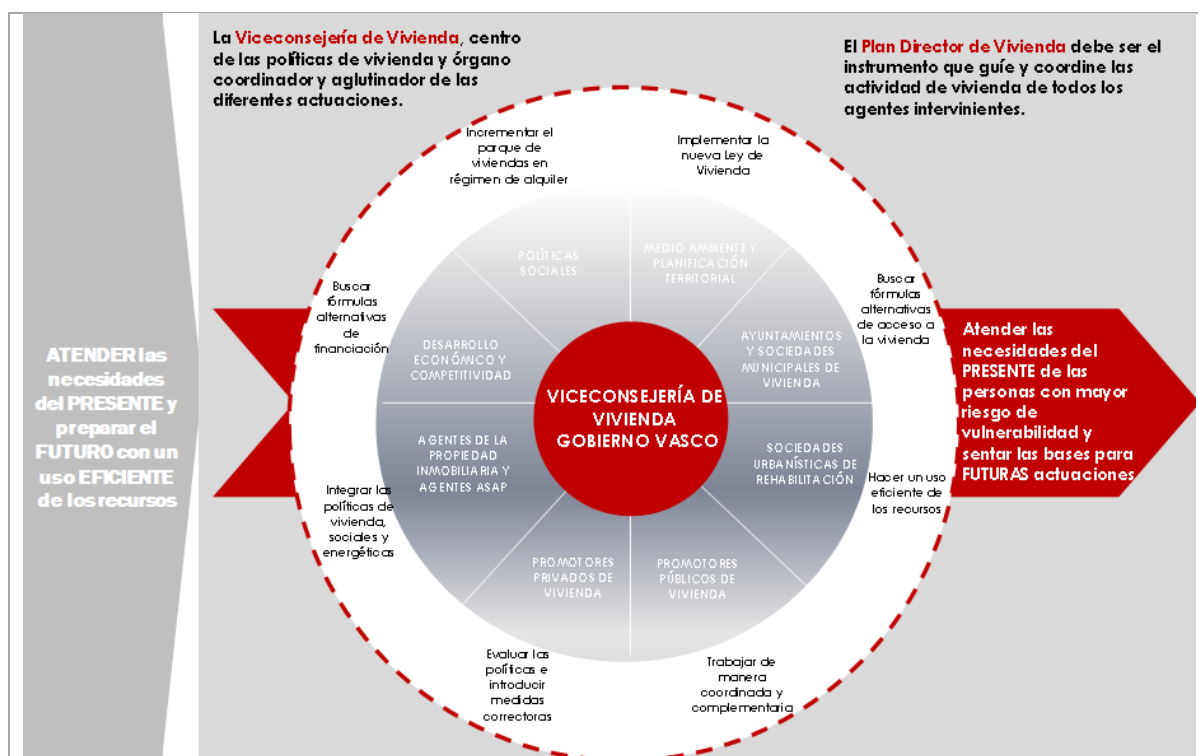 La Viceconsejería de Vivienda, centro
de las políticas de vivienda y órgano
coordinador y aglutinador de las
diferentes actuaciones.
El Plan Director de Vivienda debe ser el
instrumento que guíe y coordine las
actividad de vivienda de todos los
agentes intervinientes.
Incrementar el
parque de
viviendas en
régimen de alquiler
Implementar la
nueva Ley de
Vivienda
POLÍTICAS
SOCIALES
MEDIO AMBIENTE Y
PLANIFICACIÓN
TERRITORIAL
Buscar
fórmulas
alternativas
de
financiación
Buscar
fórmulas
alternativas
de acceso a
la vivienda
DESARROLLO
ECONÓMICO Y
COMPETITIVIDAD
AYUNTAMIENTOS
Y SOCIEDADES
MUNICIPALES DE
VIVIENDA
ATENDER las
necesidades
del PRESENTE y
preparar el
FUTURO con un
uso EFICIENTE
de los recursos
VICECONSEJERÍA DE
VIVIENDA
GOBIERNO VASCO
Atender las
necesidades del
PRESENTE de las
personas con mayor
riesgo de
vulnerabilidad y
sentar las bases para
FUTURAS actuaciones
AGENTES DE LA
PROPIEDAD
INMOBILIARIA Y
AGENTES ASAP
SOCIEDADES
URBANÍSTICAS DE
REHABILITACIÓN
Integrar las
políticas de
vivienda,
sociales y
energéticas
Hacer un uso
eficiente de
los recursos
PROMOTORES
PRIVADOS DE
VIVIENDA
PROMOTORES
PÚBLICOS DE
VIVIENDA
Evaluar las
políticas e
introducir
medidas
correctoras
Trabajar de
manera
coordinada y
complementaria